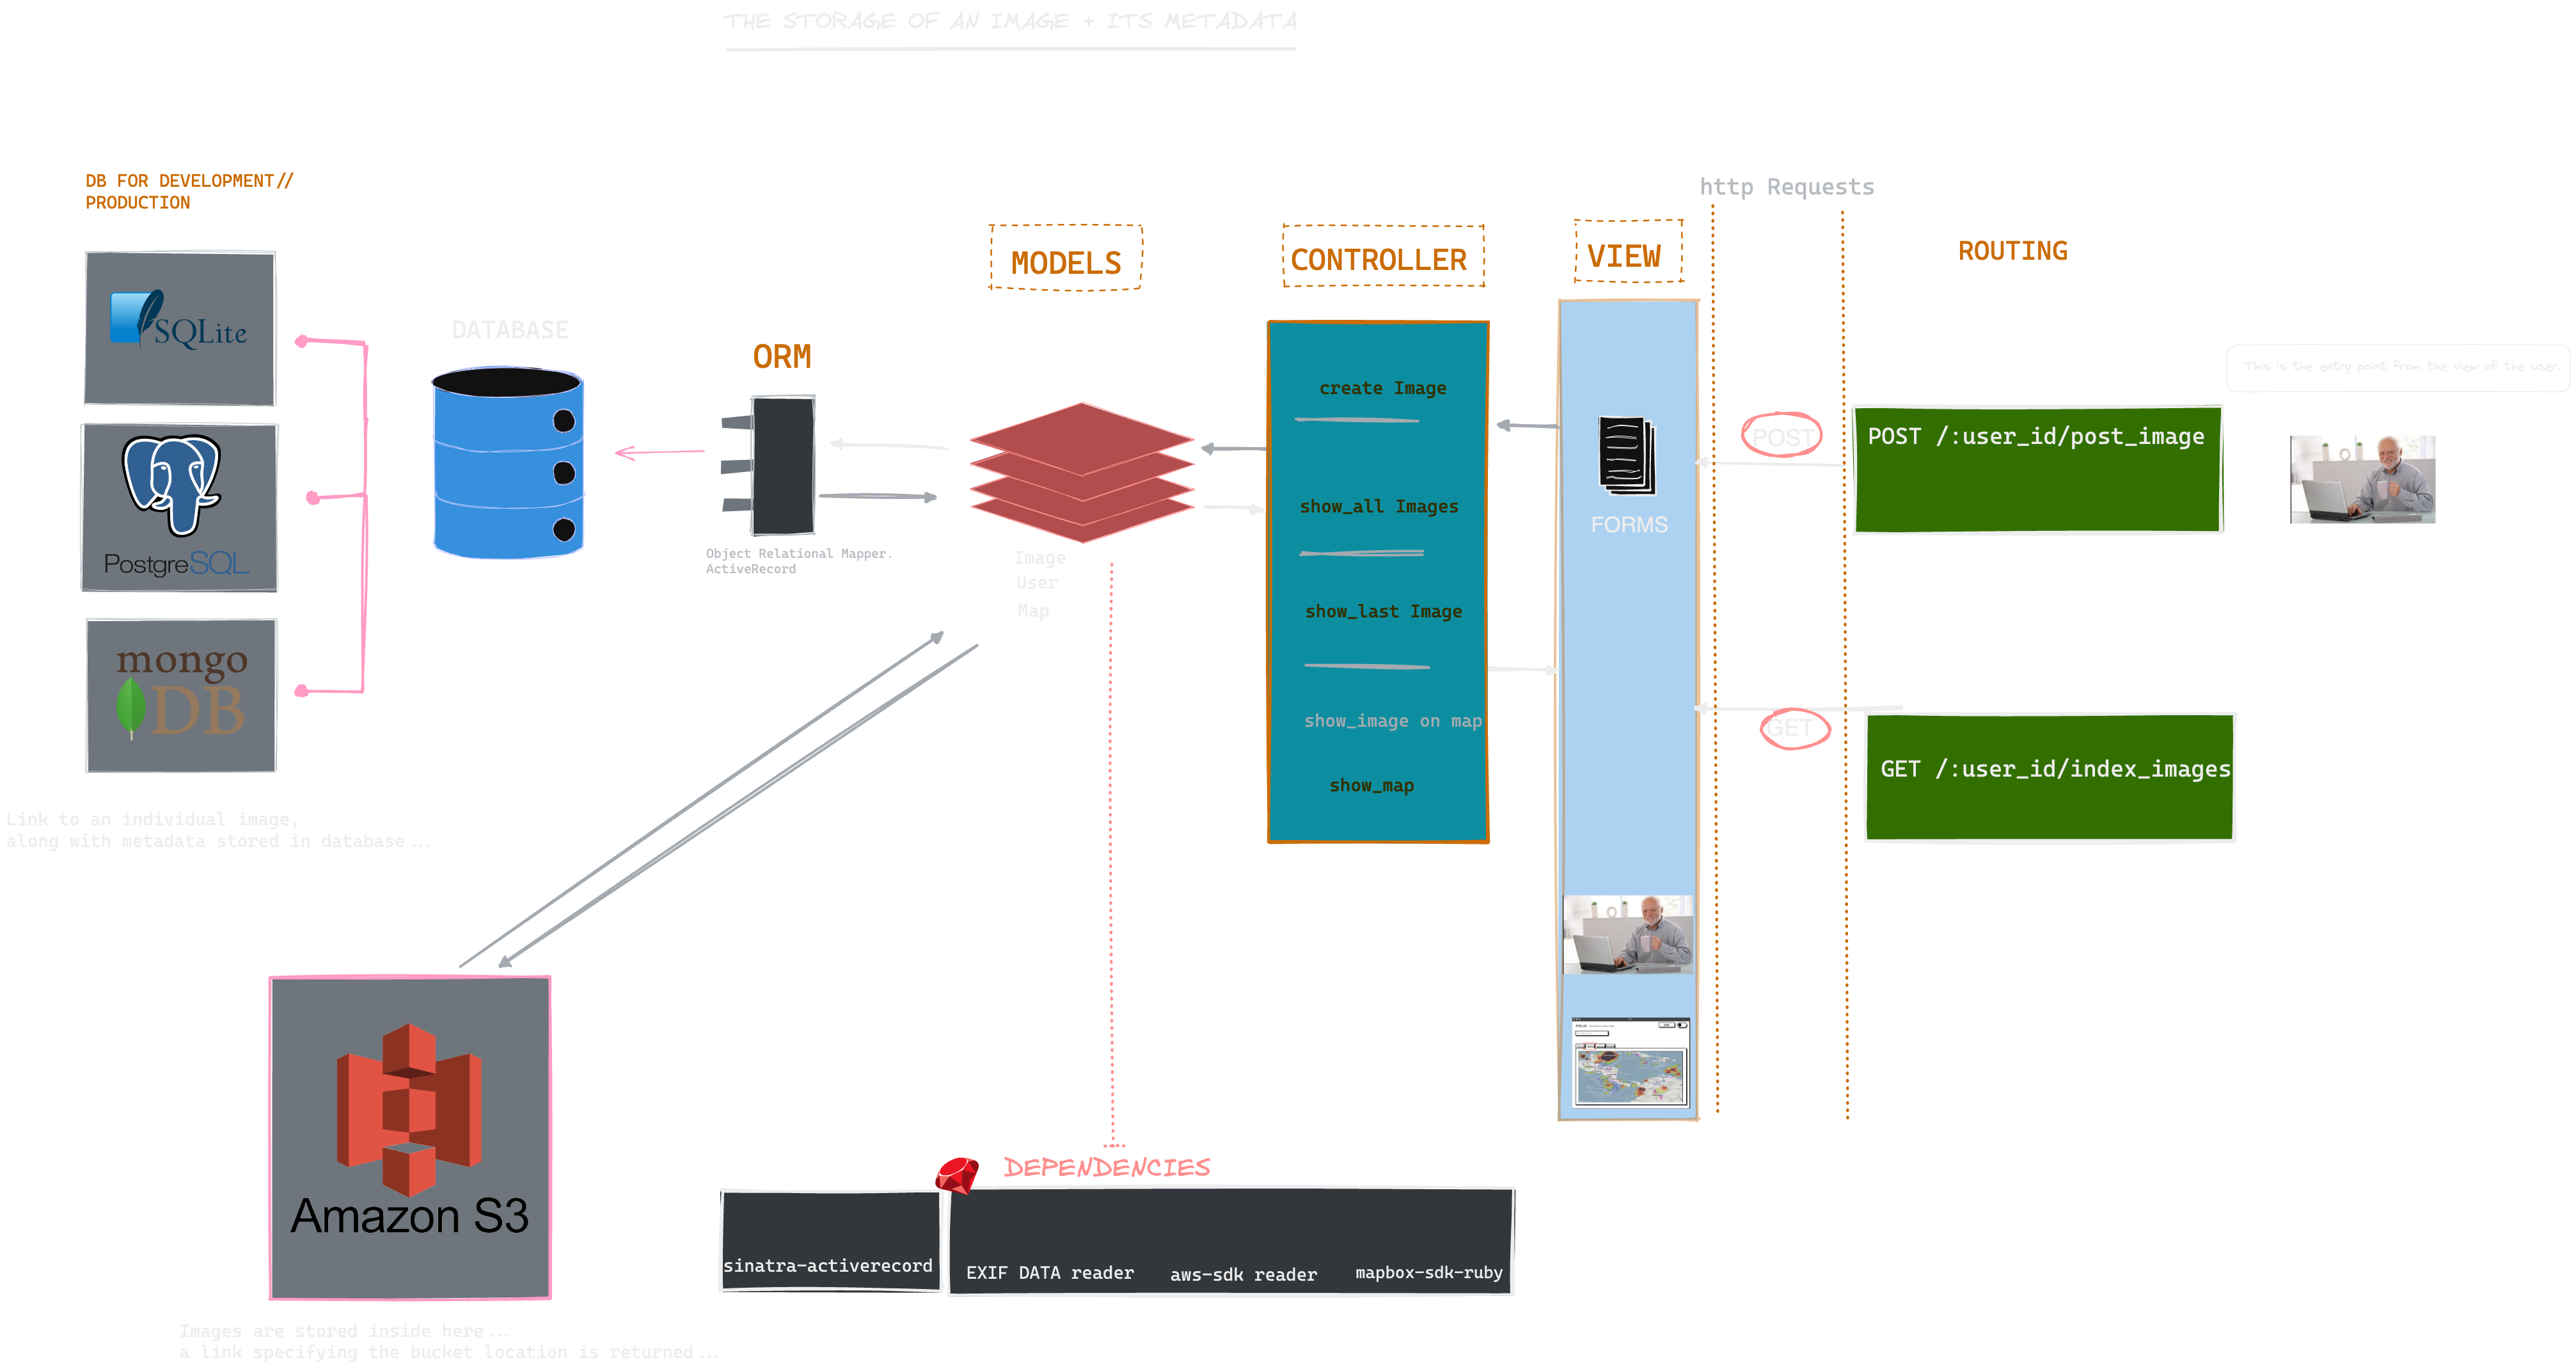 THE STORAGE OF AN IMAGE + ITS METADATA
DB FOR DEVELOPMENT//
PRODUCTION
SQLite
PostgreSQL
mongo
DB
DATABASE
ORM
Object Relational Mapper.
ActiveRecord
MODELS
Image
User
Map
CONTROLLER
create Image
show_all Images
show_last Image
show_image on map
show_map
VIEW
FORMS
http Requests
POST
GET
ROUTING
This is the entry point from the view of the user.
POST /:user_id/post_image
GET /:user_id/index_images
Link to an individual image,
along with metadata stored in database...
Amazon S3
Images are stored inside here...
a link specifying the bucket location is returned...
DEPENDENCIES
sinatra-activerecord
EXIF DATA reader
aws-sdk reader
mapbox-sdk-ruby